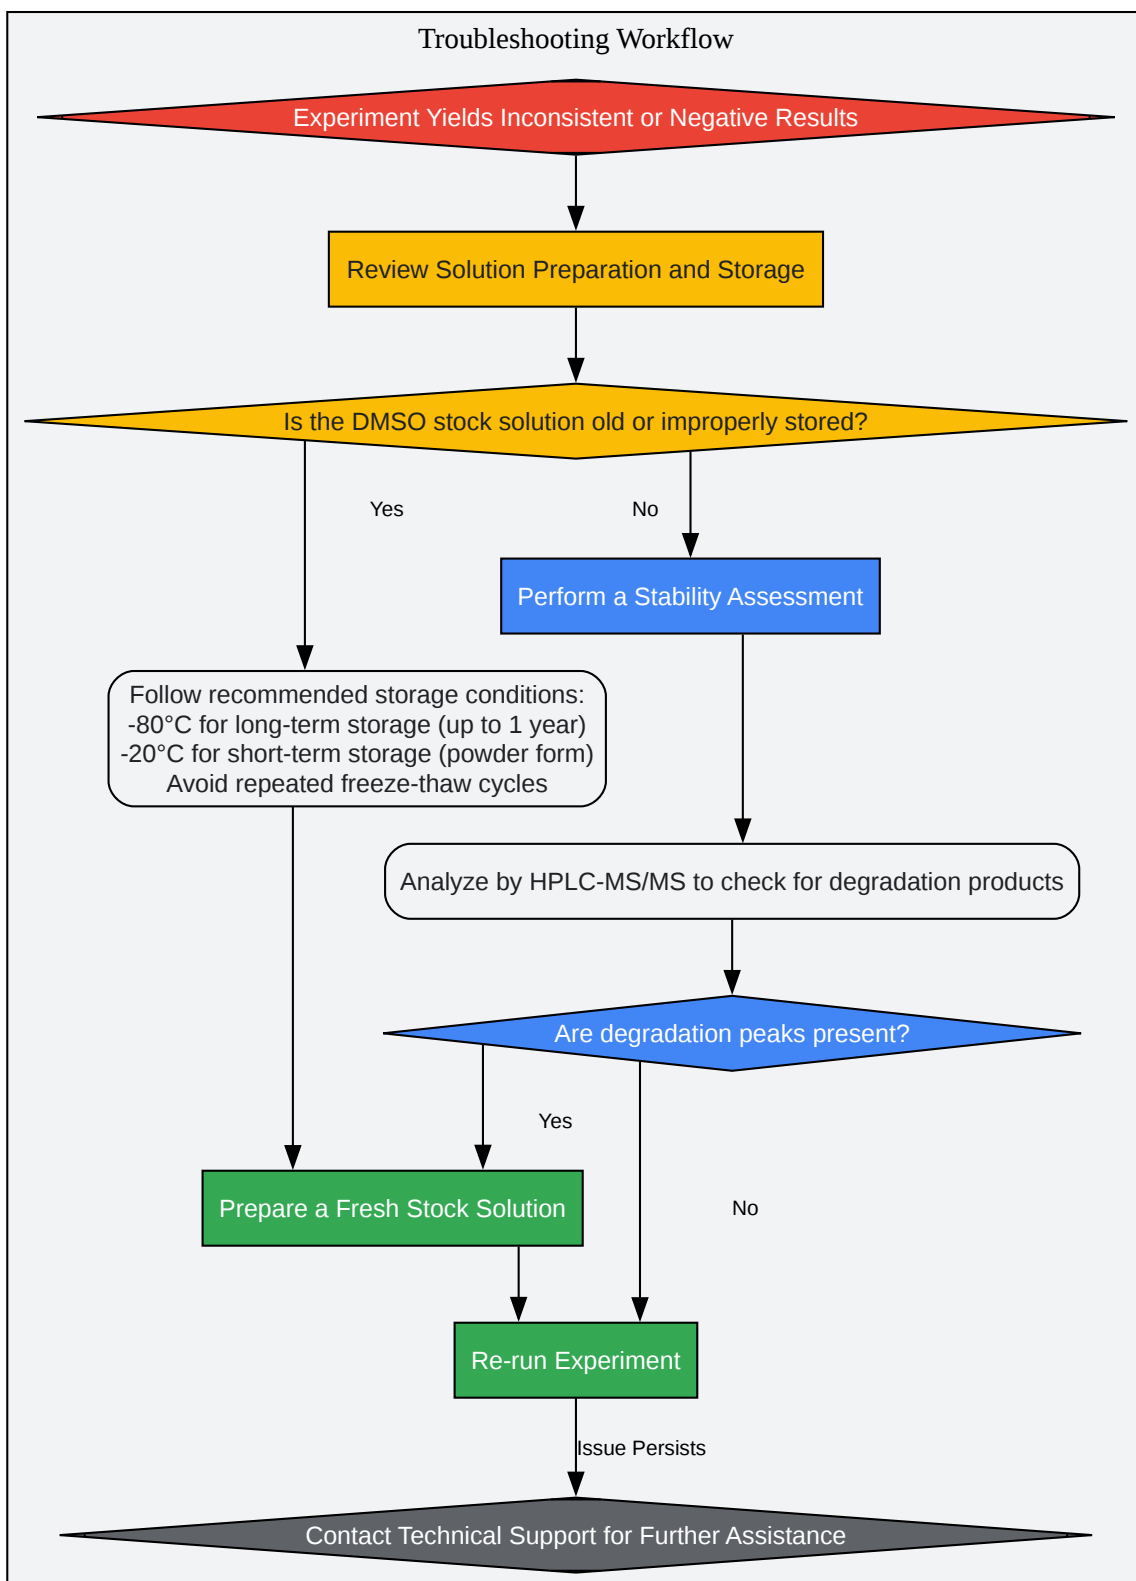 Troubleshooting Workflow
Experiment Yields Inconsistent or Negative Results
Review Solution Preparation and Storage
Is the DMSO stock solution old or improperly stored?
Yes
No
Perform a Stability Assessment
Follow recommended storage conditions:
-80°C for long-term storage (up to 1 year)
-20°C for short-term storage (powder form)
Avoid repeated freeze-thaw cycles
Analyze by HPLC-MS/MS to check for degradation products
Are degradation peaks present?
Yes
No
Prepare a Fresh Stock Solution
Re-run Experiment
Issue Persists
Contact Technical Support for Further Assistance